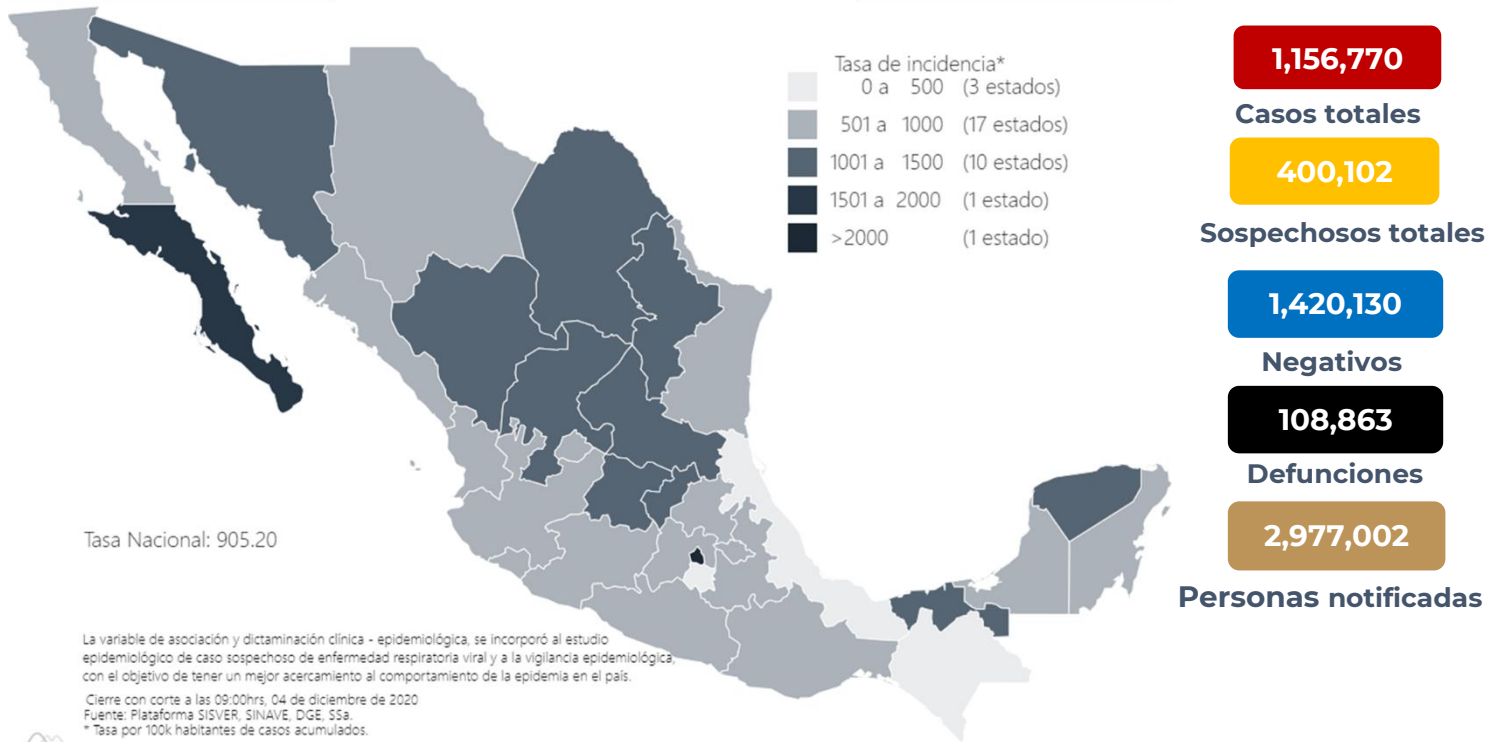 Tasa de incidencia*
0 a 500 (3 estados)
501 a 1000 (17 estados)
1001 a 1500 (10 estados)
1501 a 2000 (1 estado)
>2000 (1 estado)
Tasa Nacional: 905.20
La variable de asociación y dictaminación clínica - epidemiológica, se incorporó al estudio
epidemiológico de caso sospechoso de enfermedad respiratoria viral y a la vigilancia epidemiológica,
con el objetivo de tener un mejor acercamiento al comportamiento de la epidemia en el país.
Cierre con corte a las 09:00hrs, 04 de diciembre de 2020
Fuente: Plataforma SISVER, SINAVE, DGE, SSa.
* Tasa por 100k habitantes de casos acumulados.
1,156,770
Casos totales
400,102
Sospechosos totales
1,420,130
Negativos
108,863
Defunciones
2,977,002
Personas notificadas